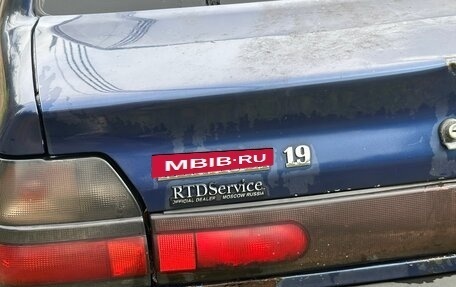 MBIB·RU
1.9
RTDService
OFFICIAL DEALER MOSCOW RUSSIA